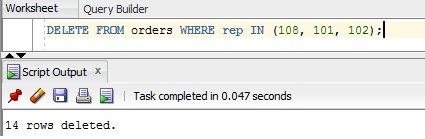 Worksheet Query Builder
DELETE FROM orders WHERE rep IN (108, 101, 102);
Script Output x
Task completed in 0.047 seconds
14 rows deleted.